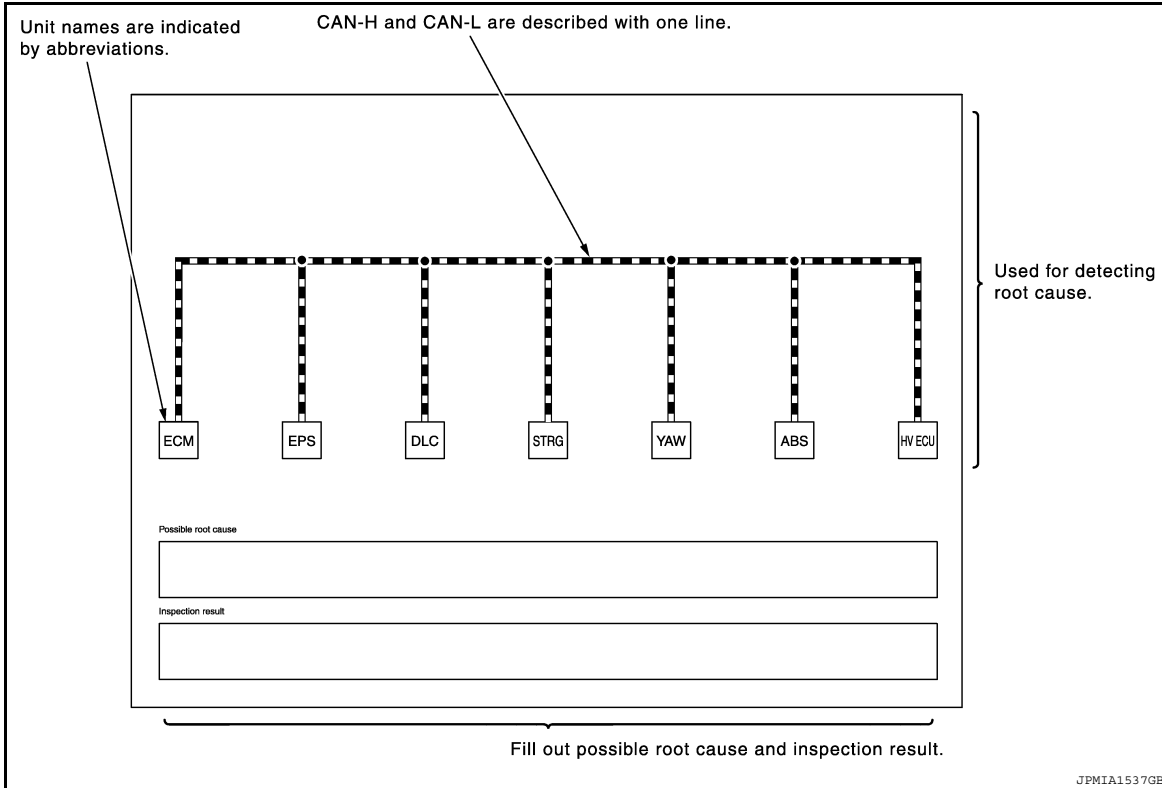 Unit names are indicated
by abbreviations.
CAN-H and CAN-L are described with one line.
Used for detecting
root cause.
ECM
EPS
DLC
STRG
YAW
ABS
HV ECU
Possible root cause
Inspection result
Fill out possible root cause and inspection result.
JPMIA1537GB